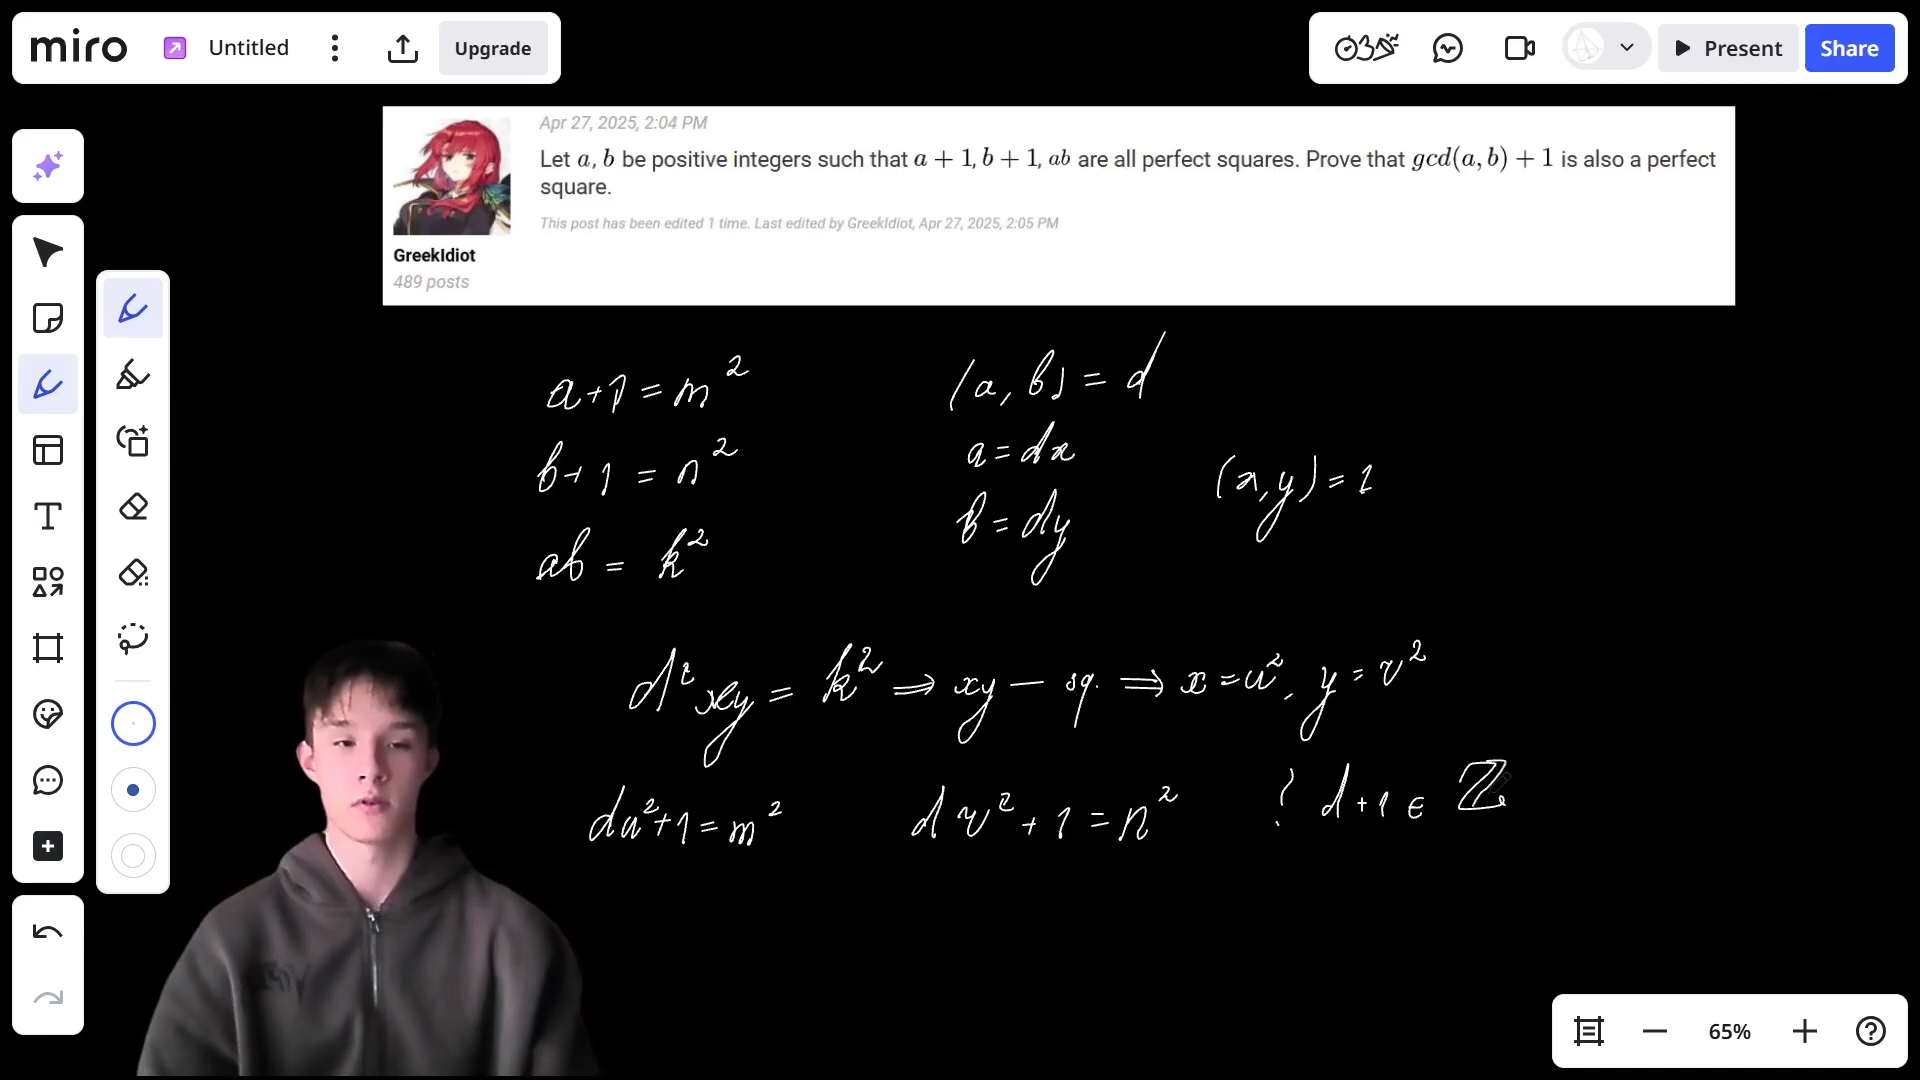 miro Untitled Upgrade Present Share
Apr 27, 2025, 2:04 PM
Let a, b be positive integers such that a + 1, b + 1, ab are all perfect squares. Prove that gcd(a, b) + 1 is also a perfect
square.
This post has been edited 1 time. Last edited by GreekIdiot, Apr 27, 2025, 2:05 PM
GreekIdiot
489 posts
a+1 = m²
b+1 = n²
ab = k²
(a, b) = d
a = dx
b = dy
(x,y) = 1
d²xy = k² ⇒ xy — sq. ⇒ x = u², y = v²
du²+1 = m² dv² + 1 = n² ? d+1 ∈ ℤ
65%